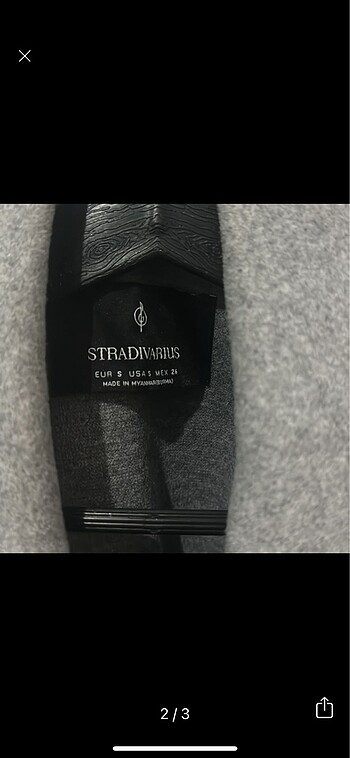 STRADIVARIUS
EUR S USA S MEX 26
MADE IN MYANMAR(BURMA)
2/3